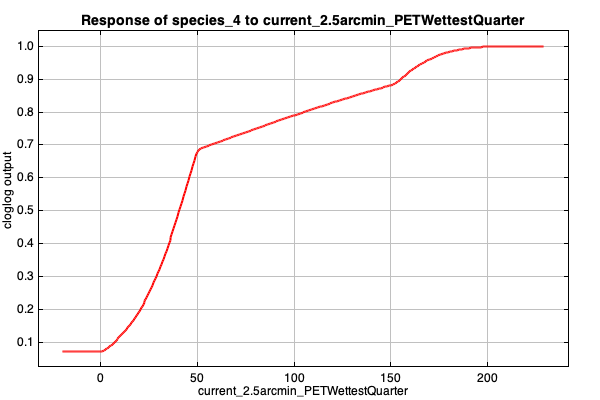 Response of species_4 to current_2.5arcmin_PETWettestQuarter
1.0
0.9
0.8
0.7
0.6
0.5
0.4
0.3
0.2
0.1
cloglog output
0 50 100 150 200
current_2.5arcmin_PETWettestQuarter